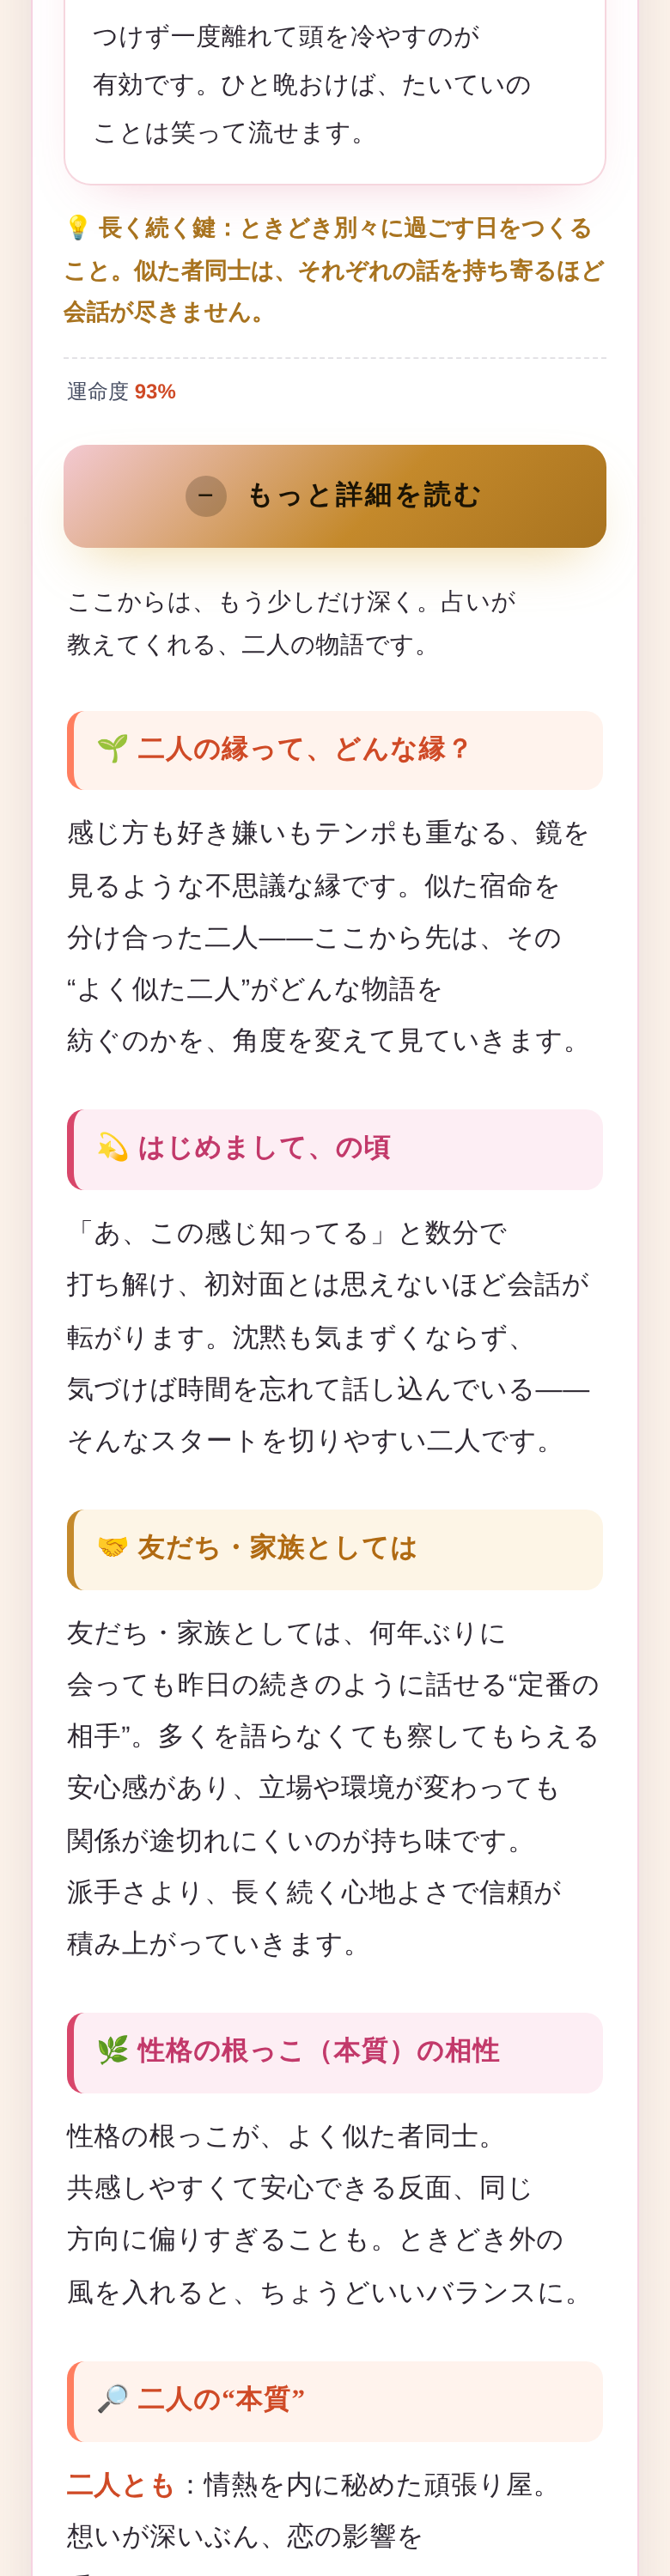 つけず一度離れて頭を冷やすのが
有効です。ひと晩おけば、たいていの
ことは笑って流せます。
💡 長く続く鍵：ときどき別々に過ごす日をつくる
こと。似た者同士は、それぞれの話を持ち寄るほど
会話が尽きません。
運命度 93%
− もっと詳細を読む
ここからは、もう少しだけ深く。占いが
教えてくれる、二人の物語です。
🌱 二人の縁って、どんな縁？
感じ方も好き嫌いもテンポも重なる、鏡を
見るような不思議な縁です。似た宿命を
分け合った二人——ここから先は、その
“よく似た二人”がどんな物語を
紡ぐのかを、角度を変えて見ていきます。
💫 はじめまして、の頃
「あ、この感じ知ってる」と数分で
打ち解け、初対面とは思えないほど会話が
転がります。沈黙も気まずくならず、
気づけば時間を忘れて話し込んでいる——
そんなスタートを切りやすい二人です。
🤝 友だち・家族としては
友だち・家族としては、何年ぶりに
会っても昨日の続きのように話せる“定番の
相手”。多くを語らなくても察してもらえる
安心感があり、立場や環境が変わっても
関係が途切れにくいのが持ち味です。
派手さより、長く続く心地よさで信頼が
積み上がっていきます。
🌿 性格の根っこ（本質）の相性
性格の根っこが、よく似た者同士。
共感しやすくて安心できる反面、同じ
方向に偏りすぎることも。ときどき外の
風を入れると、ちょうどいいバランスに。
🔎 二人の“本質”
二人とも：情熱を内に秘めた頑張り屋。
想いが深いぶん、恋の影響を